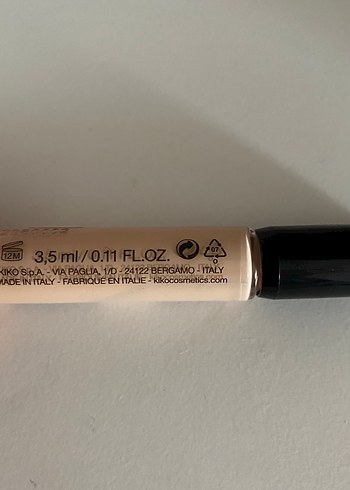 12M 3,5 ml / 0.11 FL.OZ. 07 O
KIKO S.p.A. - VIA PAGLIA, 1/D - 24122 BERGAMO - ITALY
MADE IN ITALY - FABRIQUÉ EN ITALIE - kikocosmetics.com